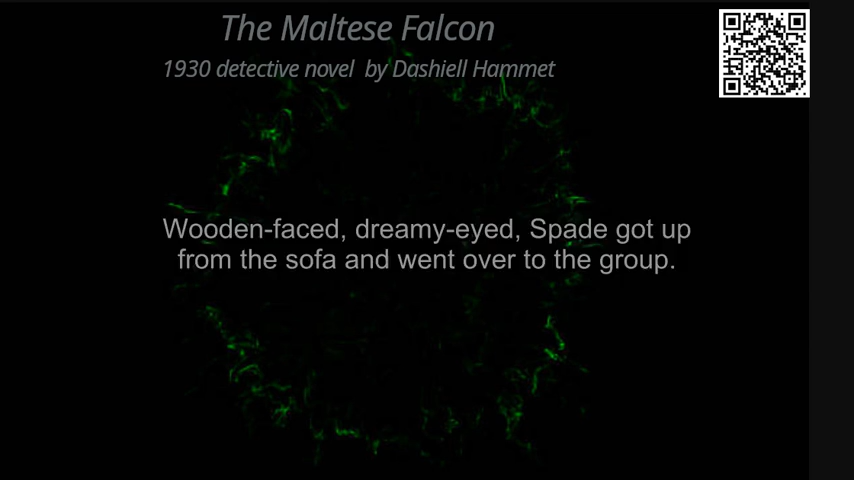 The Maltese Falcon
1930 detective novel by Dashiell Hammet
Wooden-faced, dreamy-eyed, Spade got up
from the sofa and went over to the group.